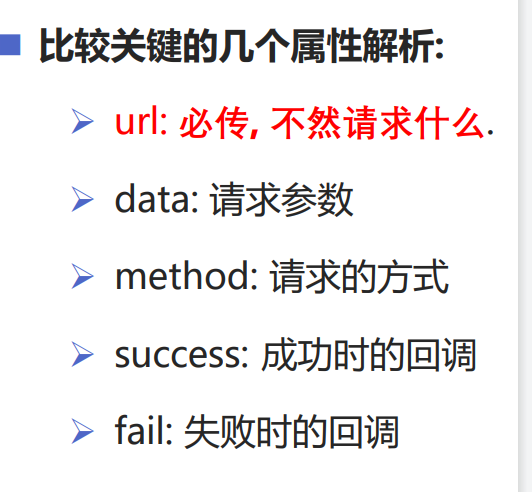 比较关键的几个属性解析:
url: 必传, 不然请求什么.
data: 请求参数
method: 请求的方式
success: 成功时的回调
fail: 失败时的回调